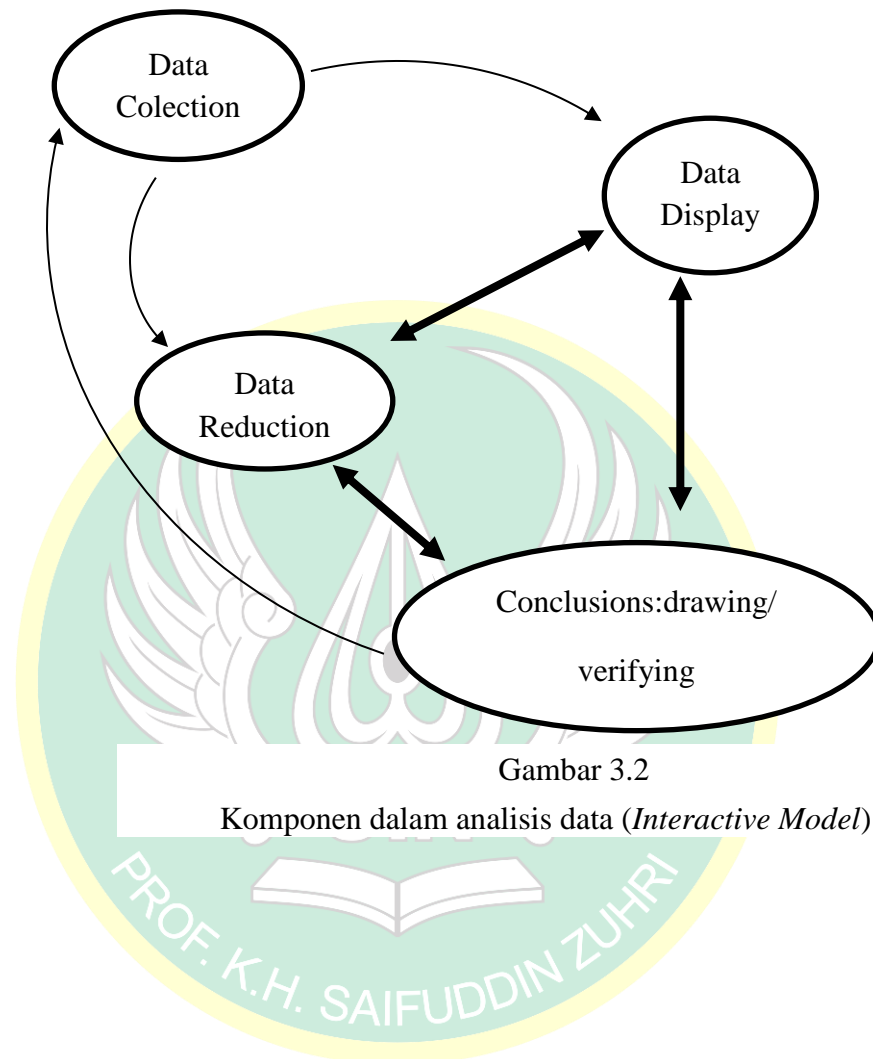 Data
Colection
Data
Display
Data
Reduction
Conclusions:drawing/
verifying
Gambar 3.2
Komponen dalam analisis data (Interactive Model)
PROF. K.H. SAIFUDDIN ZUHRI